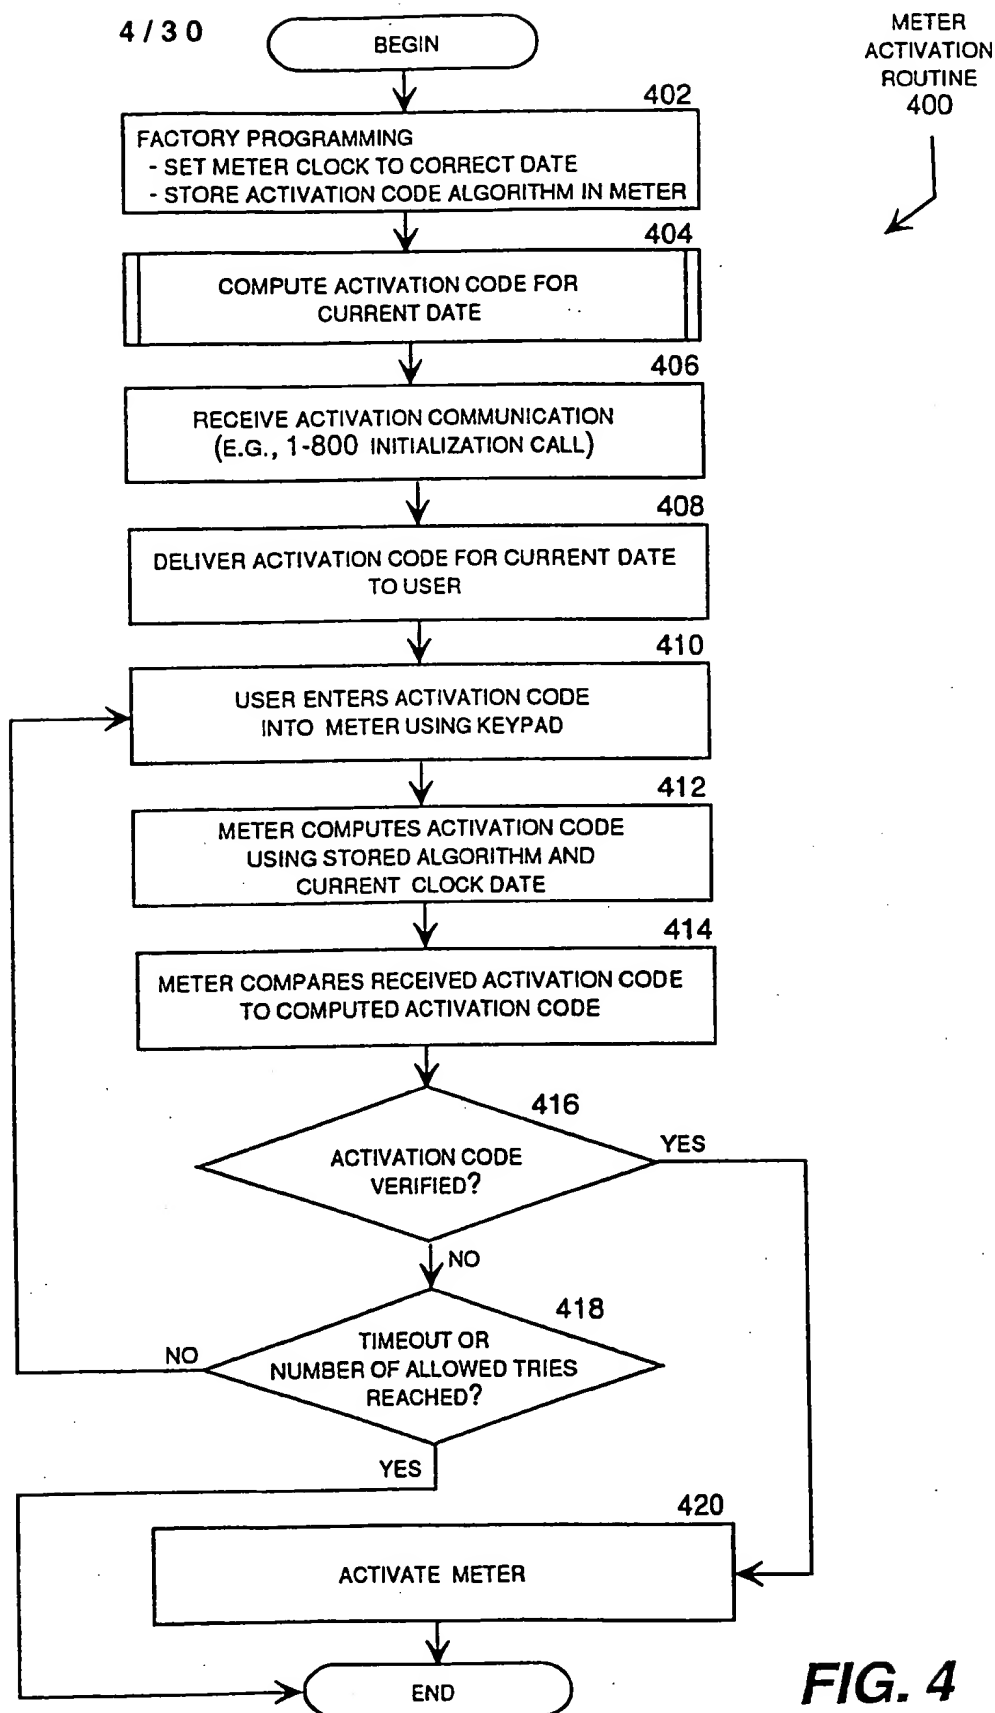 4/30
BEGIN
METER
ACTIVATION
ROUTINE
400
402
FACTORY PROGRAMMING
- SET METER CLOCK TO CORRECT DATE
- STORE ACTIVATION CODE ALGORITHM IN METER
404
COMPUTE ACTIVATION CODE FOR
CURRENT DATE
406
RECEIVE ACTIVATION COMMUNICATION
(E.G., 1-800 INITIALIZATION CALL)
408
DELIVER ACTIVATION CODE FOR CURRENT DATE
TO USER
410
USER ENTERS ACTIVATION CODE
INTO METER USING KEYPAD
412
METER COMPUTES ACTIVATION CODE
USING STORED ALGORITHM AND
CURRENT CLOCK DATE
414
METER COMPARES RECEIVED ACTIVATION CODE
TO COMPUTED ACTIVATION CODE
416
ACTIVATION CODE
VERIFIED?
YES
NO
418
TIMEOUT OR
NUMBER OF ALLOWED TRIES
REACHED?
NO
YES
420
ACTIVATE METER
END
FIG. 4